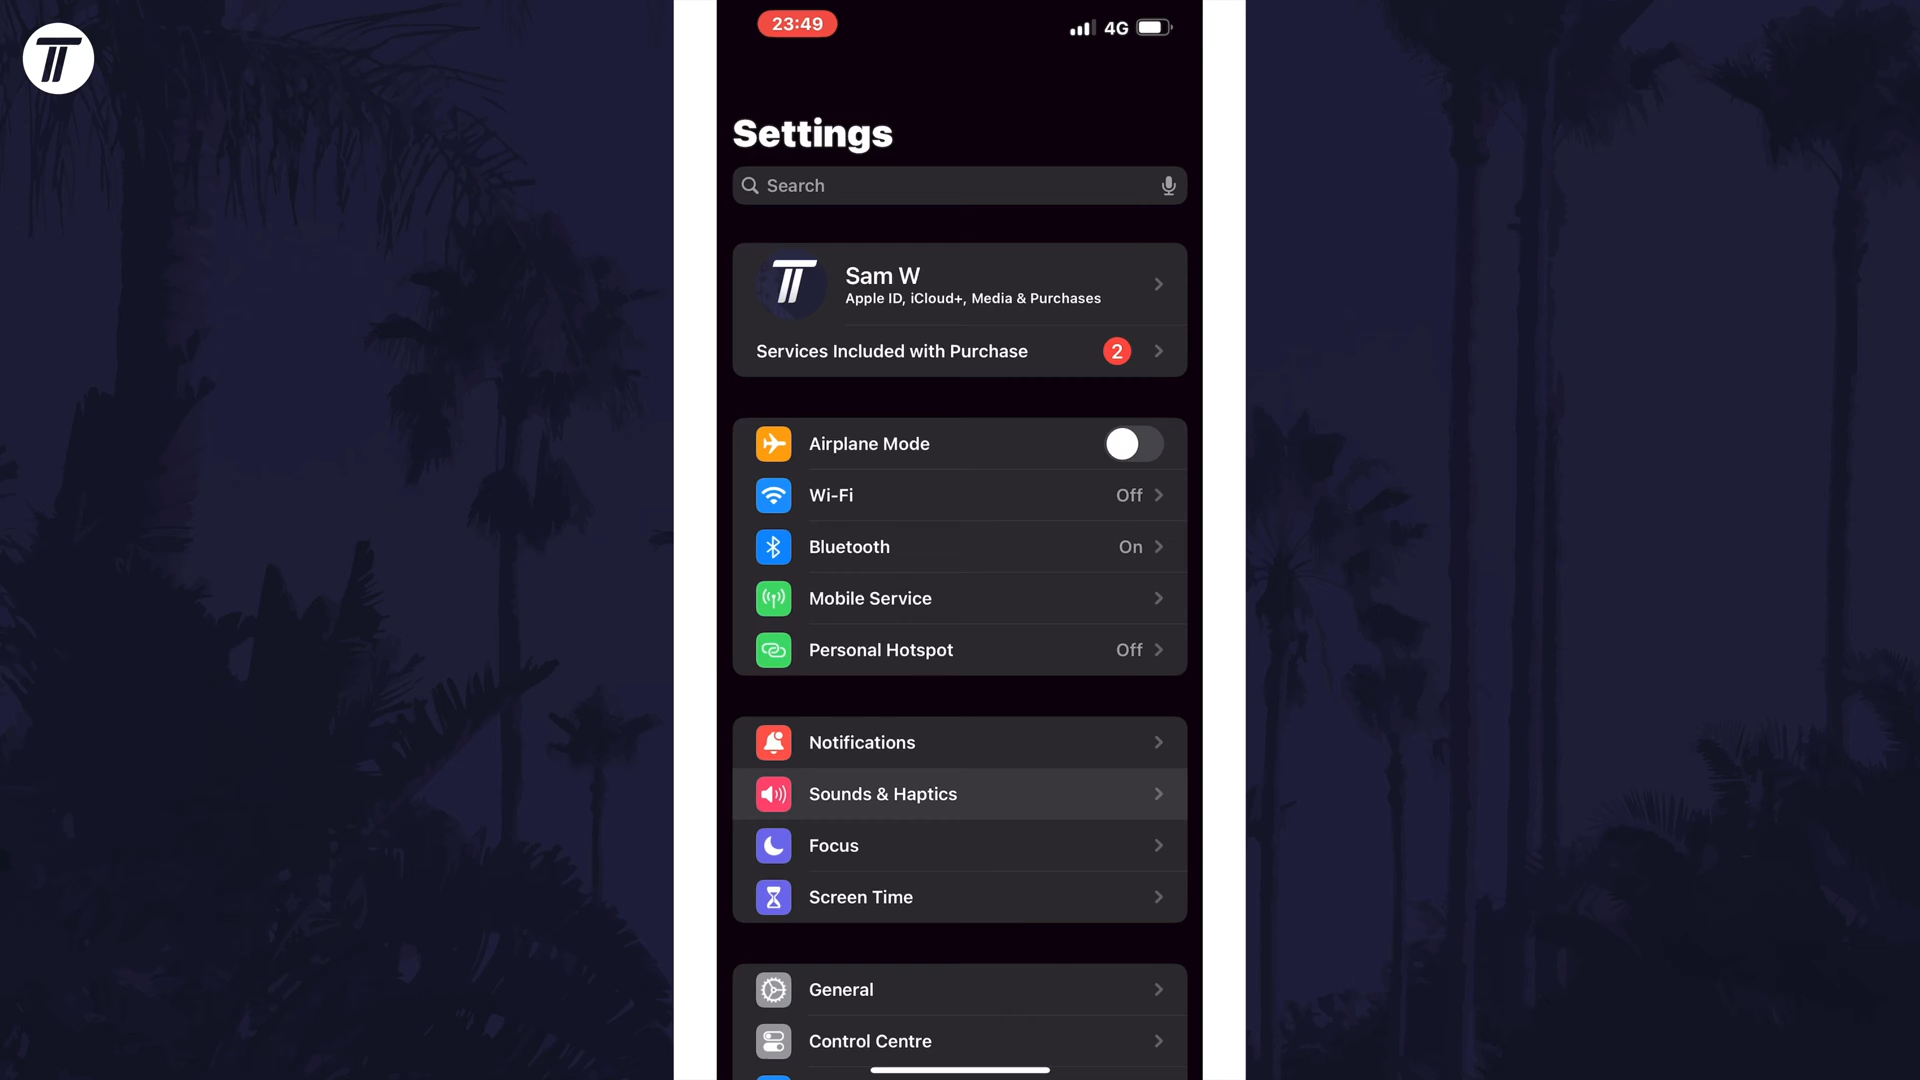 23:49
4G
Settings
Search
Sam W
Apple ID, iCloud+, Media & Purchases
Services Included with Purchase
2
Airplane Mode
Wi-Fi
Off
Bluetooth
On
Mobile Service
Personal Hotspot
Off
Notifications
Sounds & Haptics
Focus
Screen Time
General
Control Centre